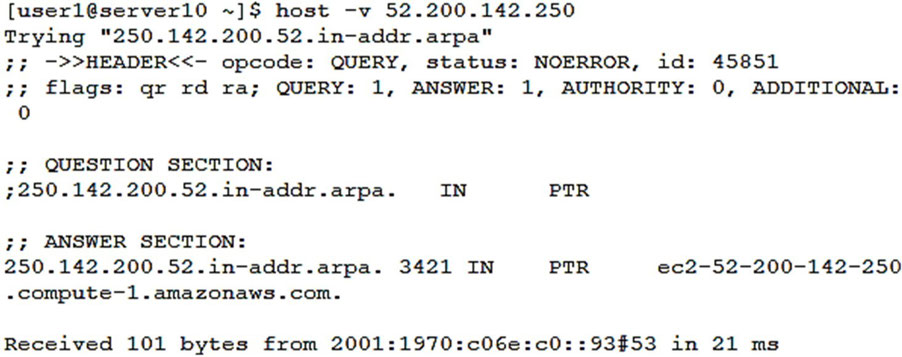 [user1@server10 ~]$ host -v 52.200.142.250
Trying "250.142.200.52.in-addr.arpa"
;; ->>HEADER<<- opcode: QUERY, status: NOERROR, id: 45851
;; flags: qr rd ra; QUERY: 1, ANSWER: 1, AUTHORITY: 0, ADDITIONAL:
 0
;; QUESTION SECTION:
;250.142.200.52.in-addr.arpa.   IN      PTR
;; ANSWER SECTION:
250.142.200.52.in-addr.arpa. 3421 IN    PTR     ec2-52-200-142-250
.compute-1.amazonaws.com.
Received 101 bytes from 2001:1970:c06e:c0::93#53 in 21 ms